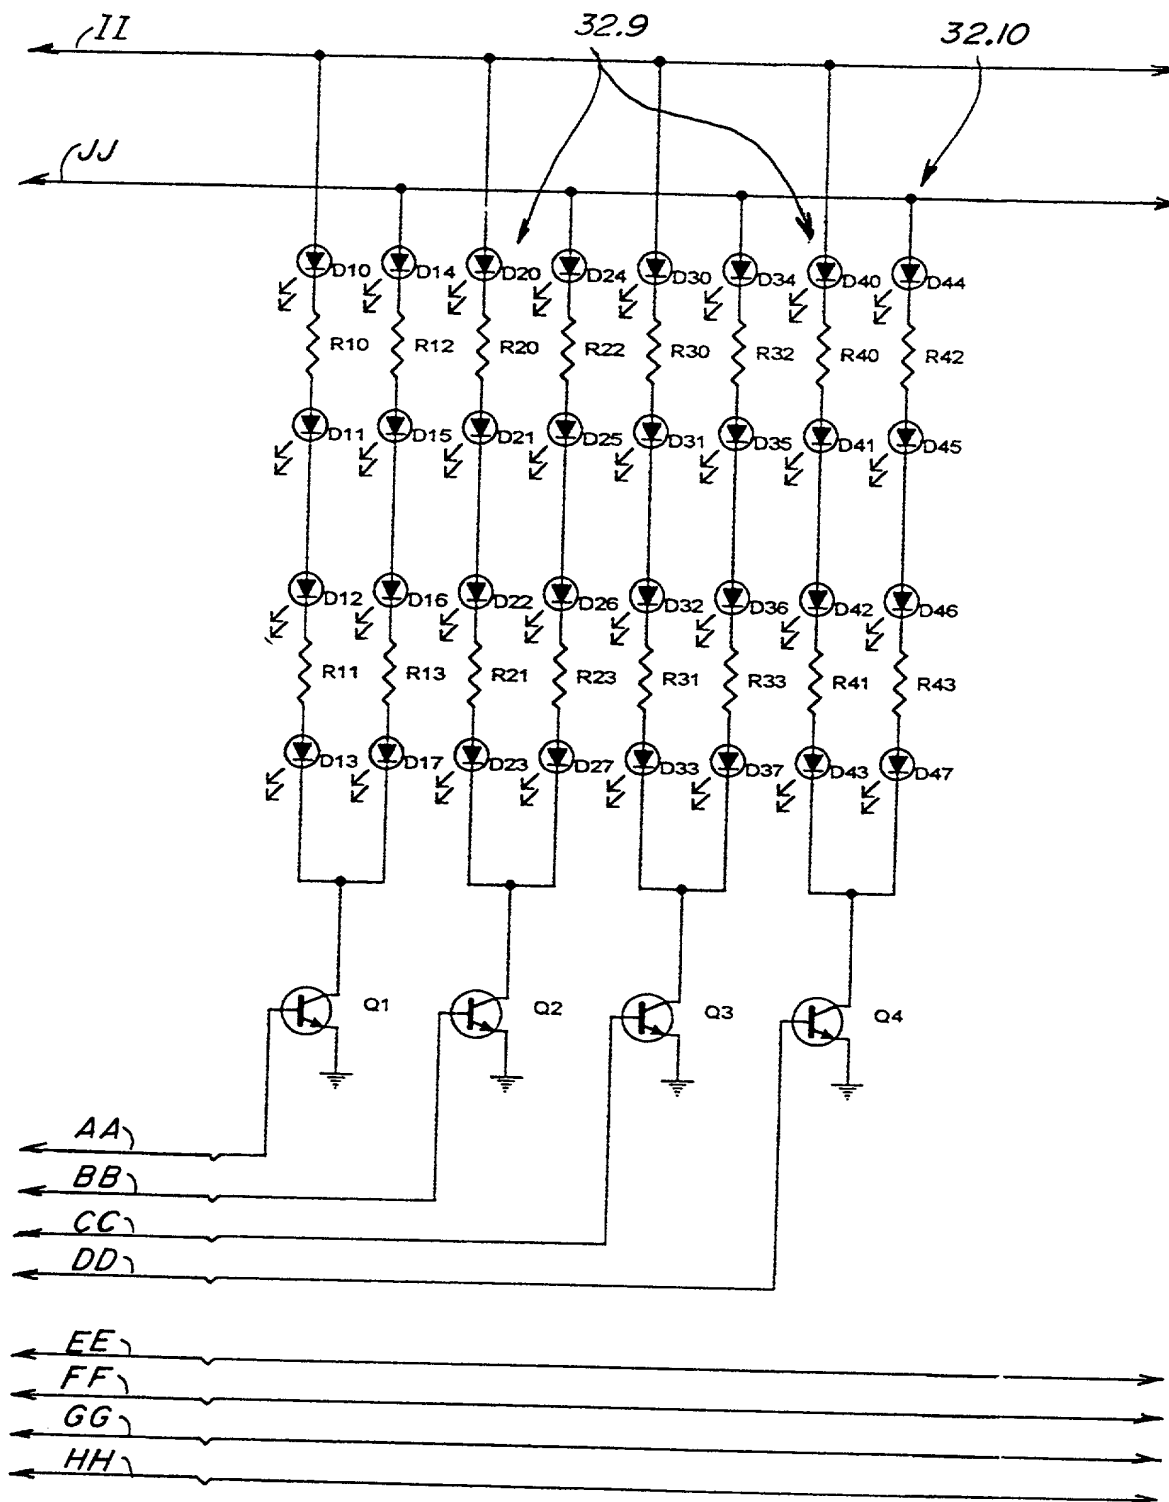 II 32.9 32.10
JJ
D10 D14 D20 D24 D30 D34 D40 D44
R10 R12 R20 R22 R30 R32 R40 R42
D11 D15 D21 D25 D31 D35 D41 D45
D12 D16 D22 D26 D32 D36 D42 D46
R11 R13 R21 R23 R31 R33 R41 R43
D13 D17 D23 D27 D33 D37 D43 D47
Q1 Q2 Q3 Q4
AA
BB
CC
DD
EE
FF
GG
HH